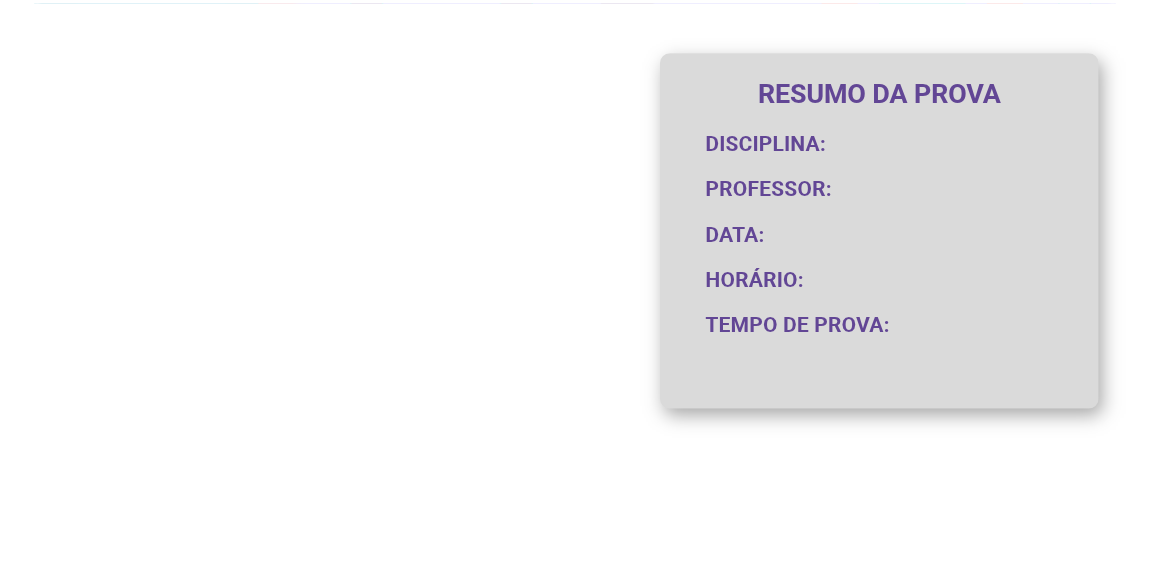 RESUMO DA PROVA
DISCIPLINA:
PROFESSOR:
DATA:
HORÁRIO:
TEMPO DE PROVA: